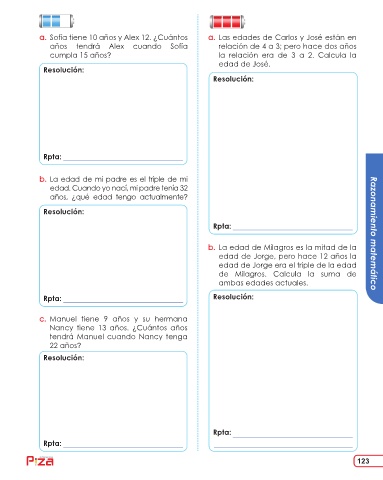 a. Sofía tiene 10 años y Alex 12. ¿Cuántos
años tendrá Alex cuando Sofía
cumpla 15 años?
Resolución:
Rpta:
b. La edad de mi padre es el triple de mi
edad. Cuando yo nací, mi padre tenía 32
años, ¿qué edad tengo actualmente?
Resolución:
Rpta:
c. Manuel tiene 9 años y su hermana
Nancy tiene 13 años. ¿Cuántos años
tendrá Manuel cuando Nancy tenga
22 años?
Resolución:
Rpta:
a. Las edades de Carlos y José están en
relación de 4 a 3; pero hace dos años
la relación era de 3 a 2. Calcula la
edad de José.
Resolución:
Rpta:
b. La edad de Milagros es la mitad de la
edad de Jorge, pero hace 12 años la
edad de Jorge era el triple de la edad
de Milagros. Calcula la suma de
ambas edades actuales.
Resolución:
Rpta:
Razonamiento matemático
123